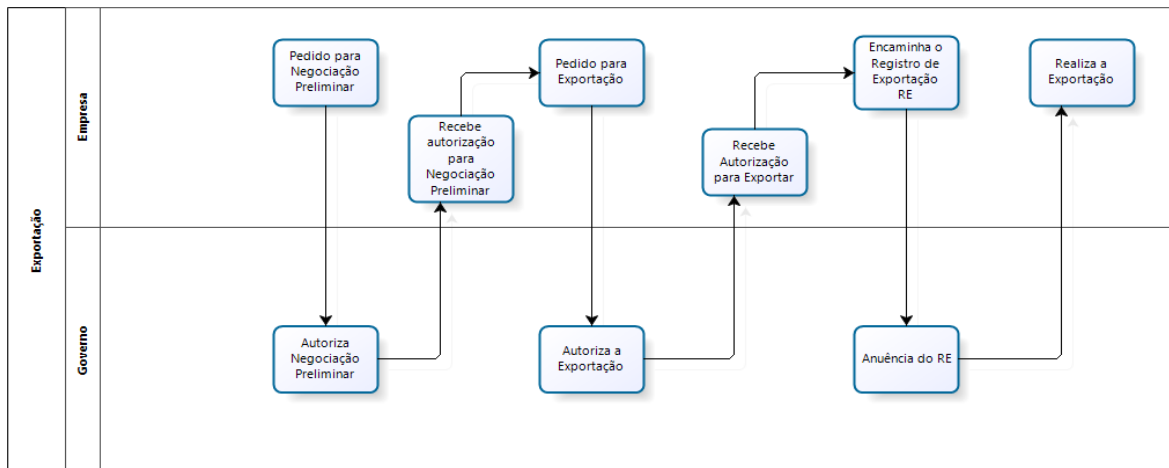 Exportação
Empresa
Pedido para
Negociação
Preliminar
Recebe
autorização
para
Negociação
Preliminar
Pedido para
Exportação
Recebe
Autorização
para Exportar
Encaminha o
Registro de
Exportação
RE
Realiza a
Exportação
Governo
Autoriza
Negociação
Preliminar
Autoriza a
Exportação
Anuência do RE